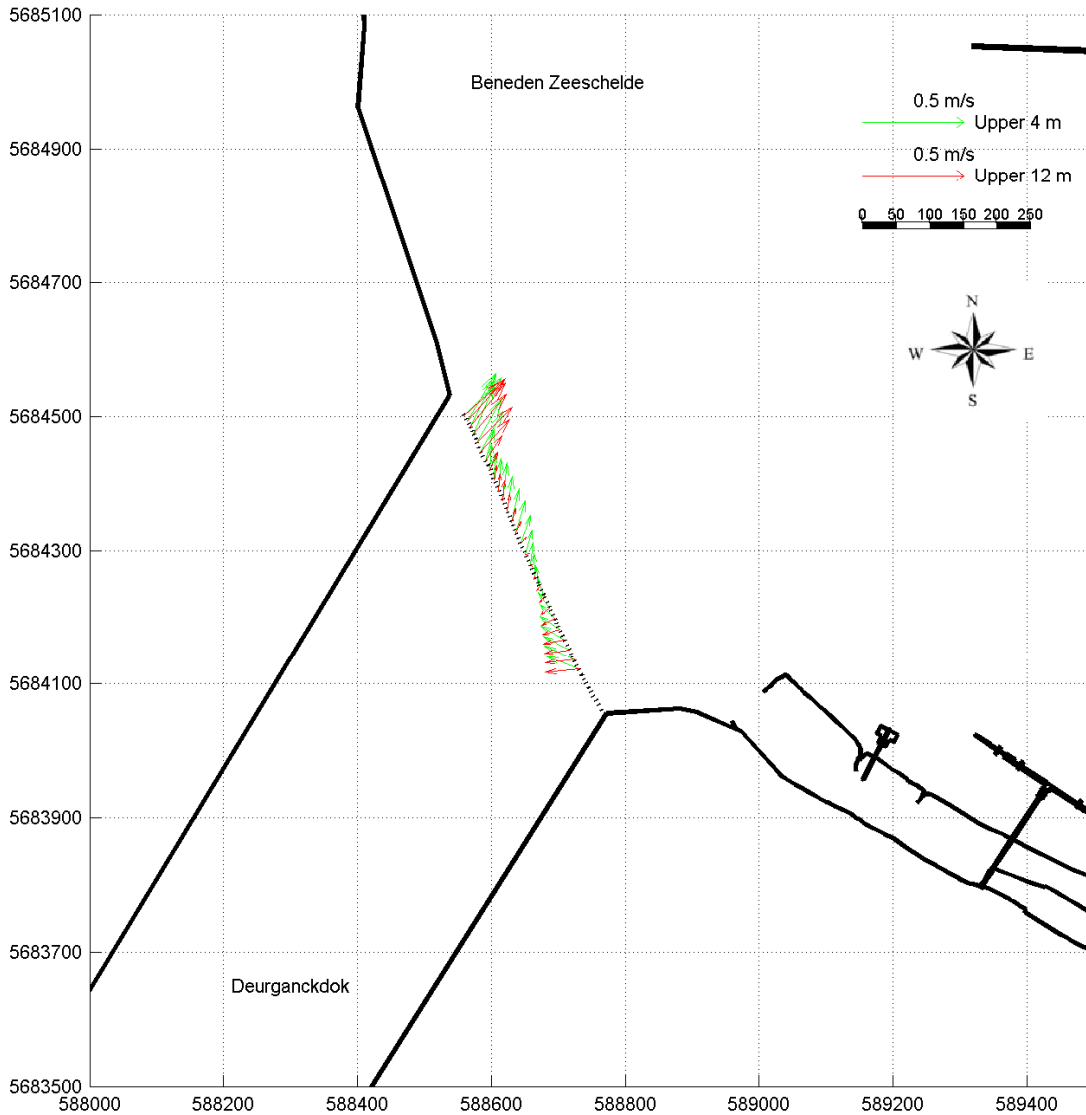 5685100
Beneden Zeeschelde
0.5 m/s
Upper 4 m
5684900
0.5 m/s
Upper 12 m
0 50 100 150 200 250
5684700
N
W E
S
5684500
5684300
5684100
5683900
5683700
Deurganckdok
5683500
588000 588200 588400 588600 588800 589000 589200 589400